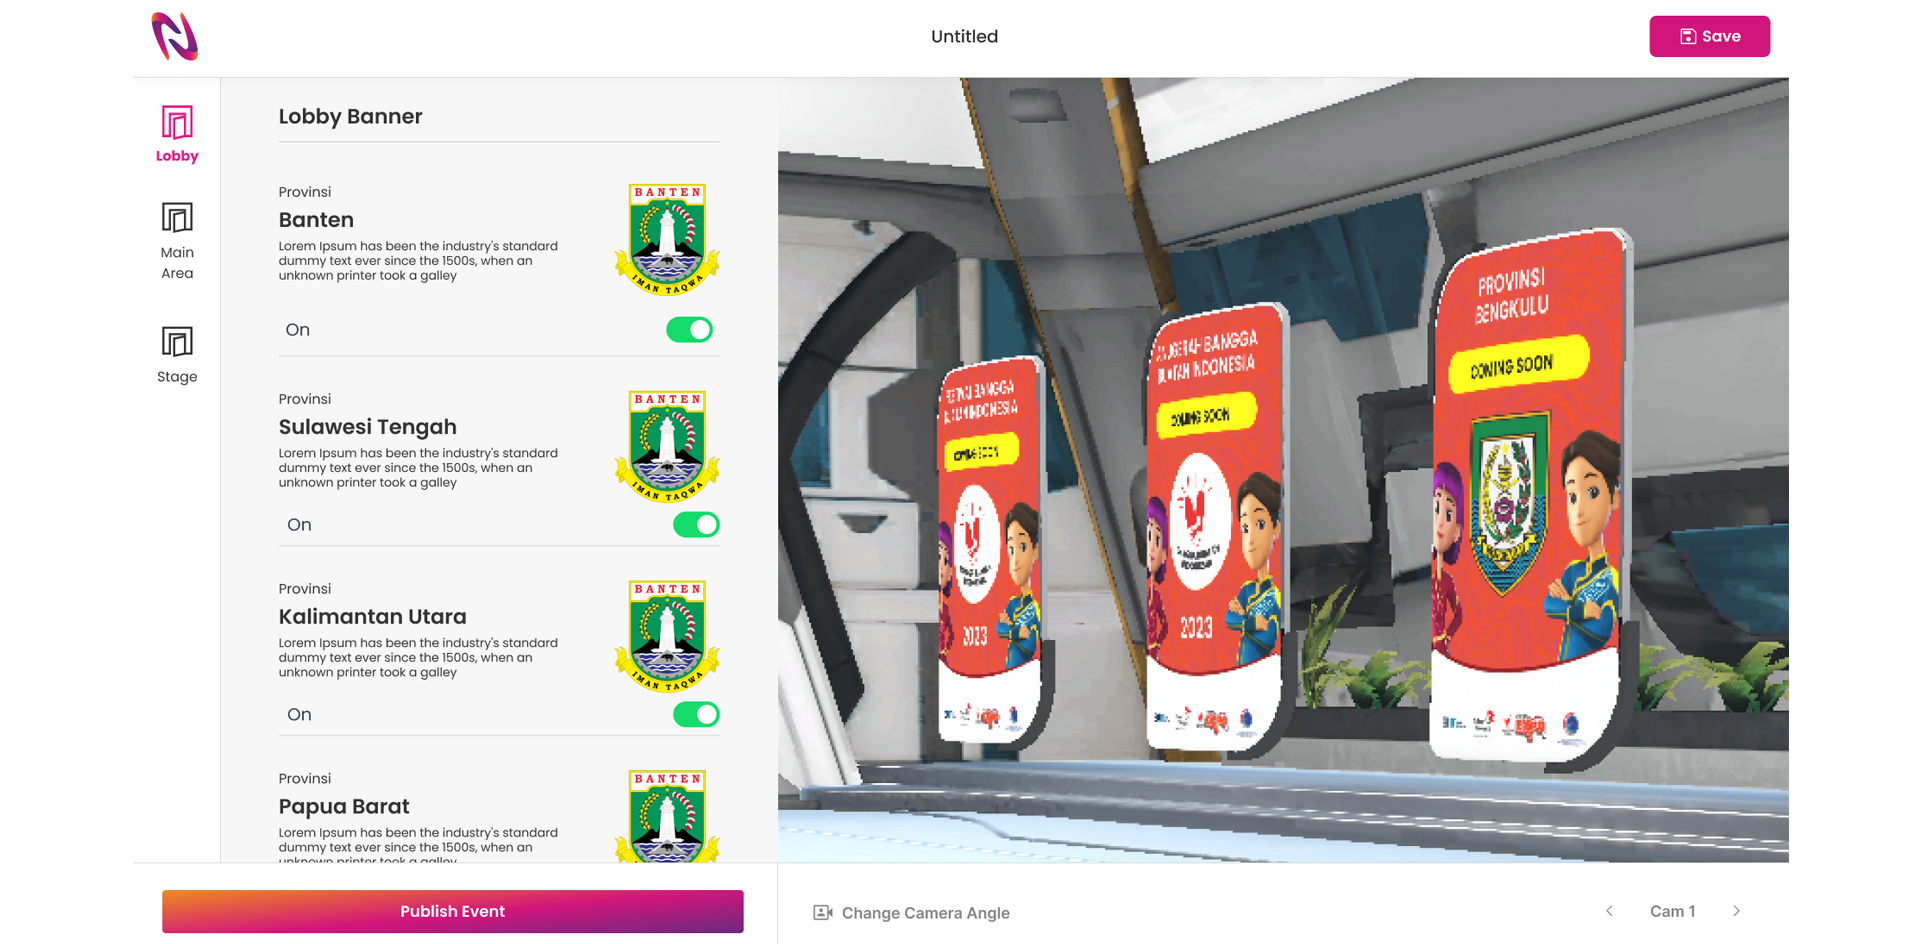 Untitled
Save
Lobby
Main
Area
Stage
Lobby Banner
Provinsi
Banten
Lorem Ipsum has been the industry's standard
dummy text ever since the 1500s, when an
unknown printer took a galley
BANTEN
IMAN TAQWA
On
Provinsi
Sulawesi Tengah
Lorem Ipsum has been the industry's standard
dummy text ever since the 1500s, when an
unknown printer took a galley
BANTEN
IMAN TAQWA
On
Provinsi
Kalimantan Utara
Lorem Ipsum has been the industry's standard
dummy text ever since the 1500s, when an
unknown printer took a galley
BANTEN
IMAN TAQWA
On
Provinsi
Papua Barat
Lorem Ipsum has been the industry's standard
dummy text ever since the 1500s, when an
unknown printer took a galley
BANTEN
BANGGA
INDONESIA
COMING SOON
2023
BANGGA
INDONESIA
COMING SOON
2023
PROVINSI
BENGKULU
COMING SOON
EXPO
Publish Event
Change Camera Angle
Cam 1